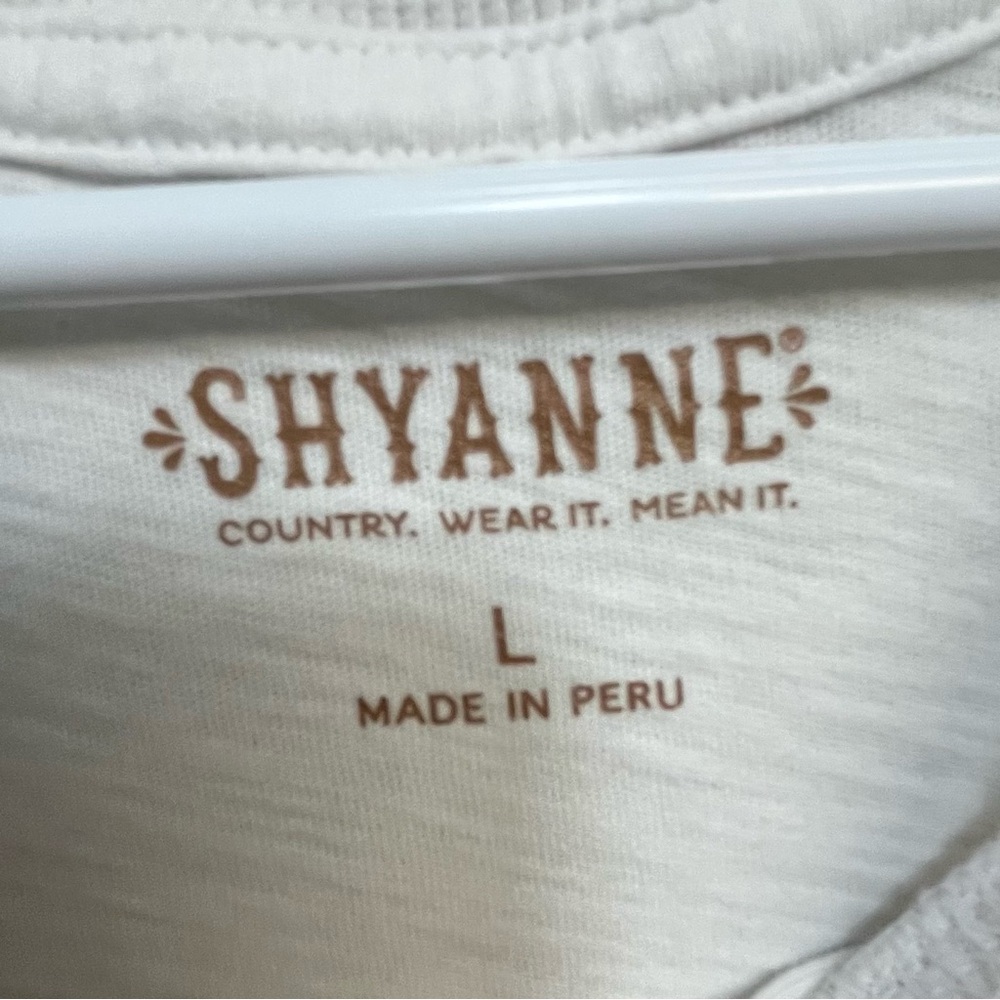 SHYANNE®
COUNTRY. WEAR IT. MEAN IT.
L
MADE IN PERU